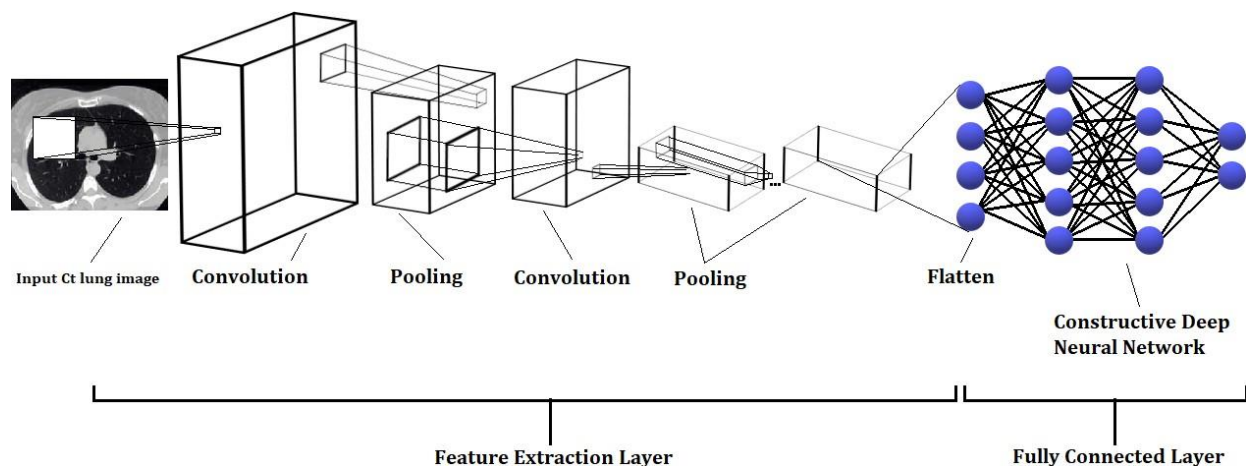 Input Ct lung image
Convolution
Pooling
Convolution
Pooling
Flatten
Constructive Deep
Neural Network
Feature Extraction Layer
Fully Connected Layer